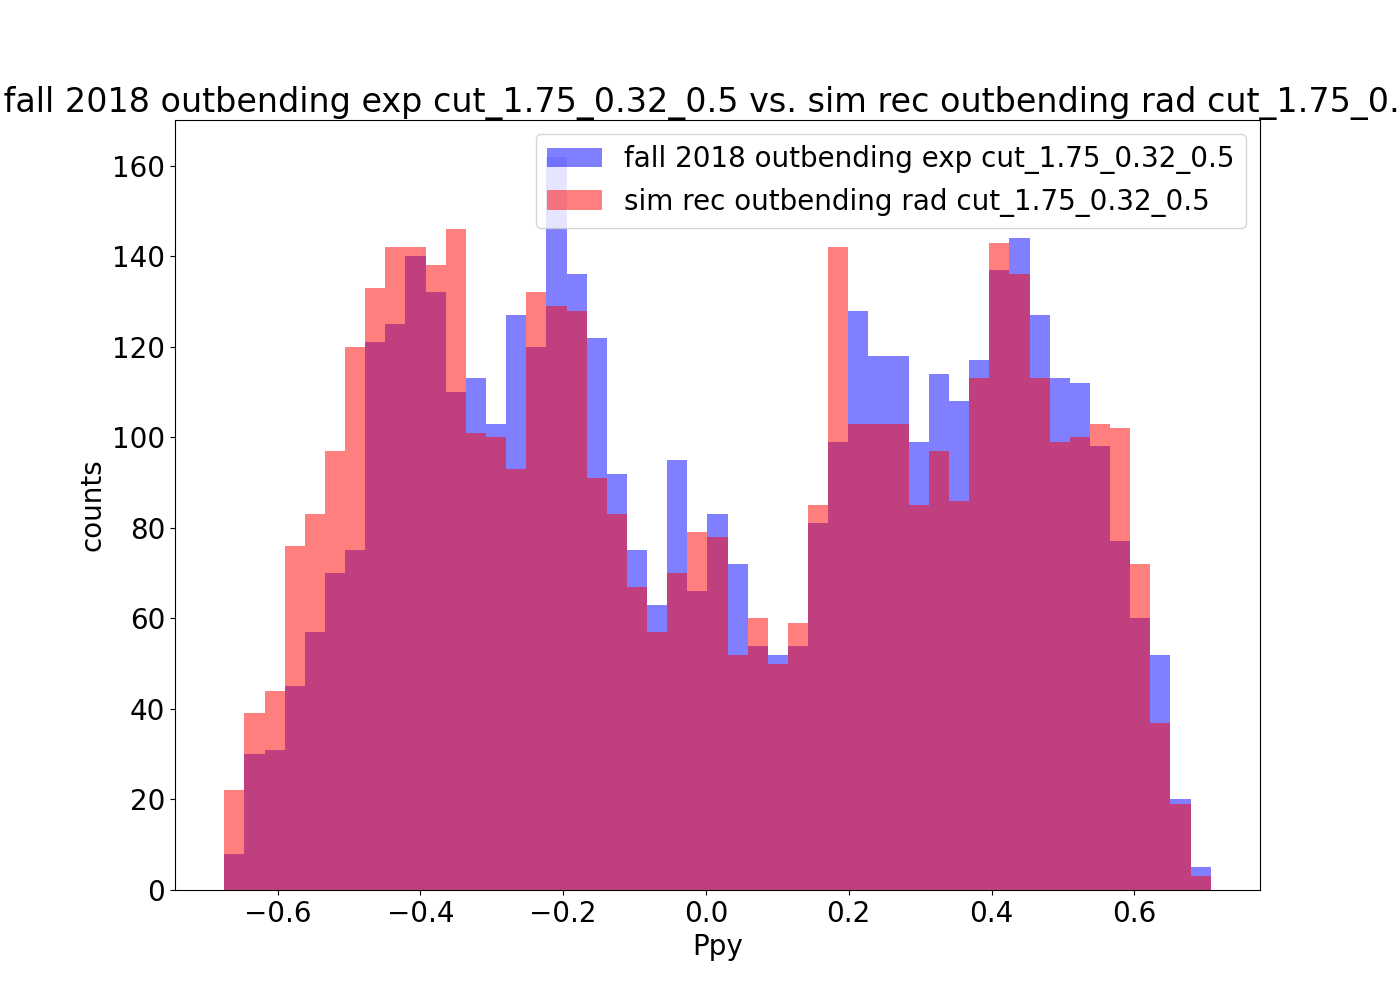 fall 2018 outbending exp cut_1.75_0.32_0.5 vs. sim rec outbending rad cut_1.75_0.
fall 2018 outbending exp cut_1.75_0.32_0.5
sim rec outbending rad cut_1.75_0.32_0.5
160
140
120
100
80
60
40
20
0
counts
−0.6 −0.4 −0.2 0.0 0.2 0.4 0.6
Ppy